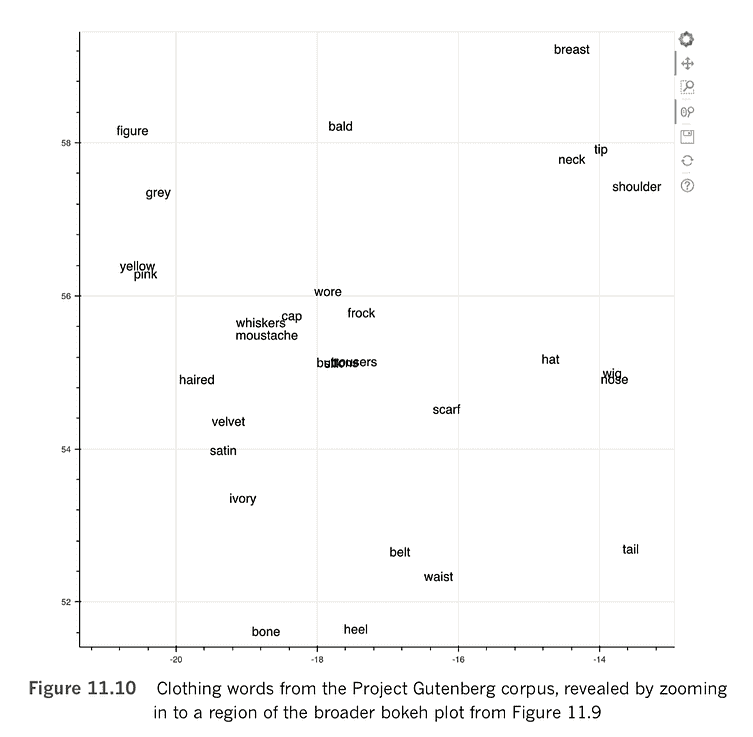 breast
bald
figure
58
tip
neck
shoulder
grey
yellow
pink
56
wore
frock
cap
whiskers
moustache
hat
trousers
wig
nose
haired
scarf
velvet
54
satin
ivory
belt
tail
waist
52
bone
heel
-20
-18
-16
-14
Figure 11.10 Clothing words from the Project Gutenberg corpus, revealed by zooming
in to a region of the broader bokeh plot from Figure 11.9